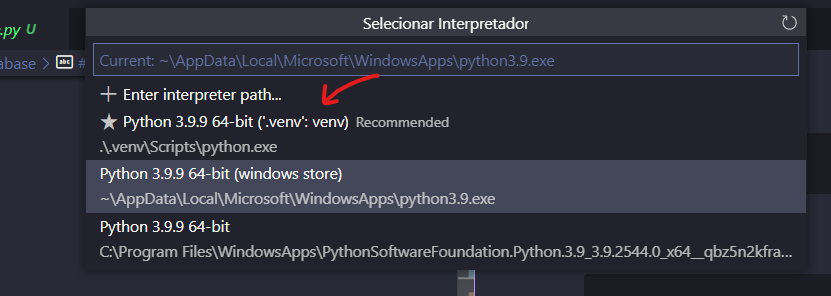 Selecionar Interpretador
.py U
abase > abc #
Current: ~\AppData\Local\Microsoft\WindowsApps\python3.9.exe
+ Enter interpreter path...
★ Python 3.9.9 64-bit ('.venv': venv) Recommended
.\.venv\Scripts\python.exe
Python 3.9.9 64-bit (windows store)
~\AppData\Local\Microsoft\WindowsApps\python3.9.exe
Python 3.9.9 64-bit
C:\Program Files\WindowsApps\PythonSoftwareFoundation.Python.3.9_3.9.2544.0_x64__qbz5n2kfra...